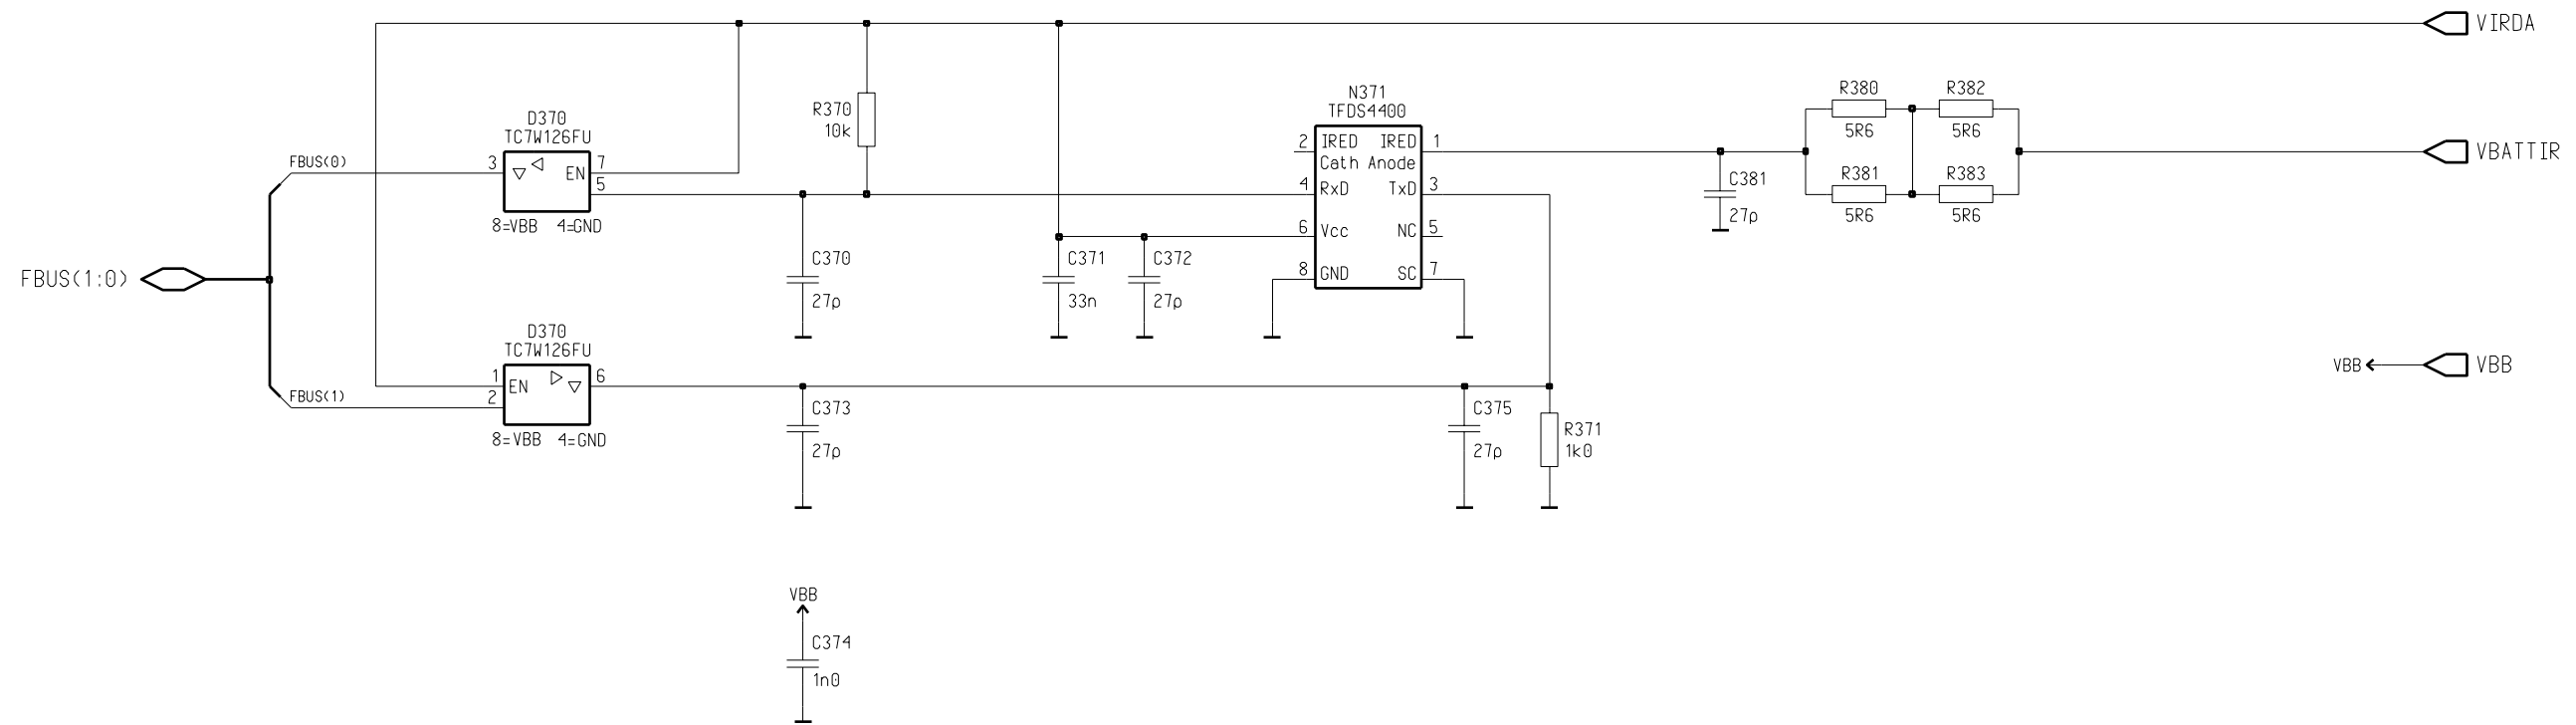 VIRDA
N371
TFDS4400
R380
R382
R370
10k
D370
TC7W126FU
5R6
5R6
2
IRED
IRED
1
VBATTIR
FBUS(0)
3
7
EN
Cath Anode
5
4
RxD
TxD
3
R381
R383
C381
27p
5R6
5R6
8=VBB
4=GND
6
Vcc
NC
5
FBUS(1:0)
C370
27p
C371
33n
C372
27p
8
GND
SC
7
D370
TC7W126FU
VBB
VBB
1
EN
6
FBUS(1)
2
8=VBB
4=GND
C373
27p
C375
27p
R371
1k0
VBB
C374
1n0